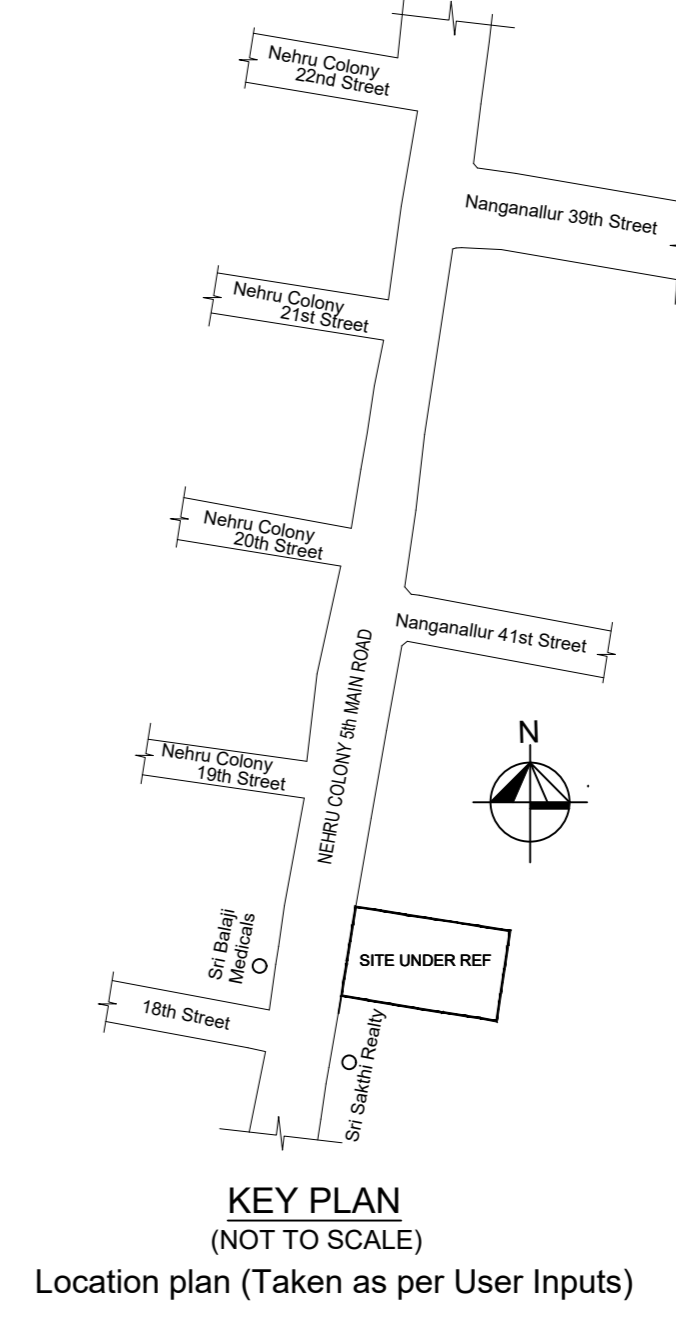 Nehru Colony
22nd Street
Nanganallur 39th Street
Nehru Colony
21st Street
Nehru Colony
20th Street
Nanganallur 41st Street
NEHRU COLONY 5th MAIN ROAD
N
Nehru Colony
19th Street
Sri Balaji
Medicals
SITE UNDER REF
18th Street
Sri Sakthi Realty
KEY PLAN
(NOT TO SCALE)
Location plan (Taken as per User Inputs)